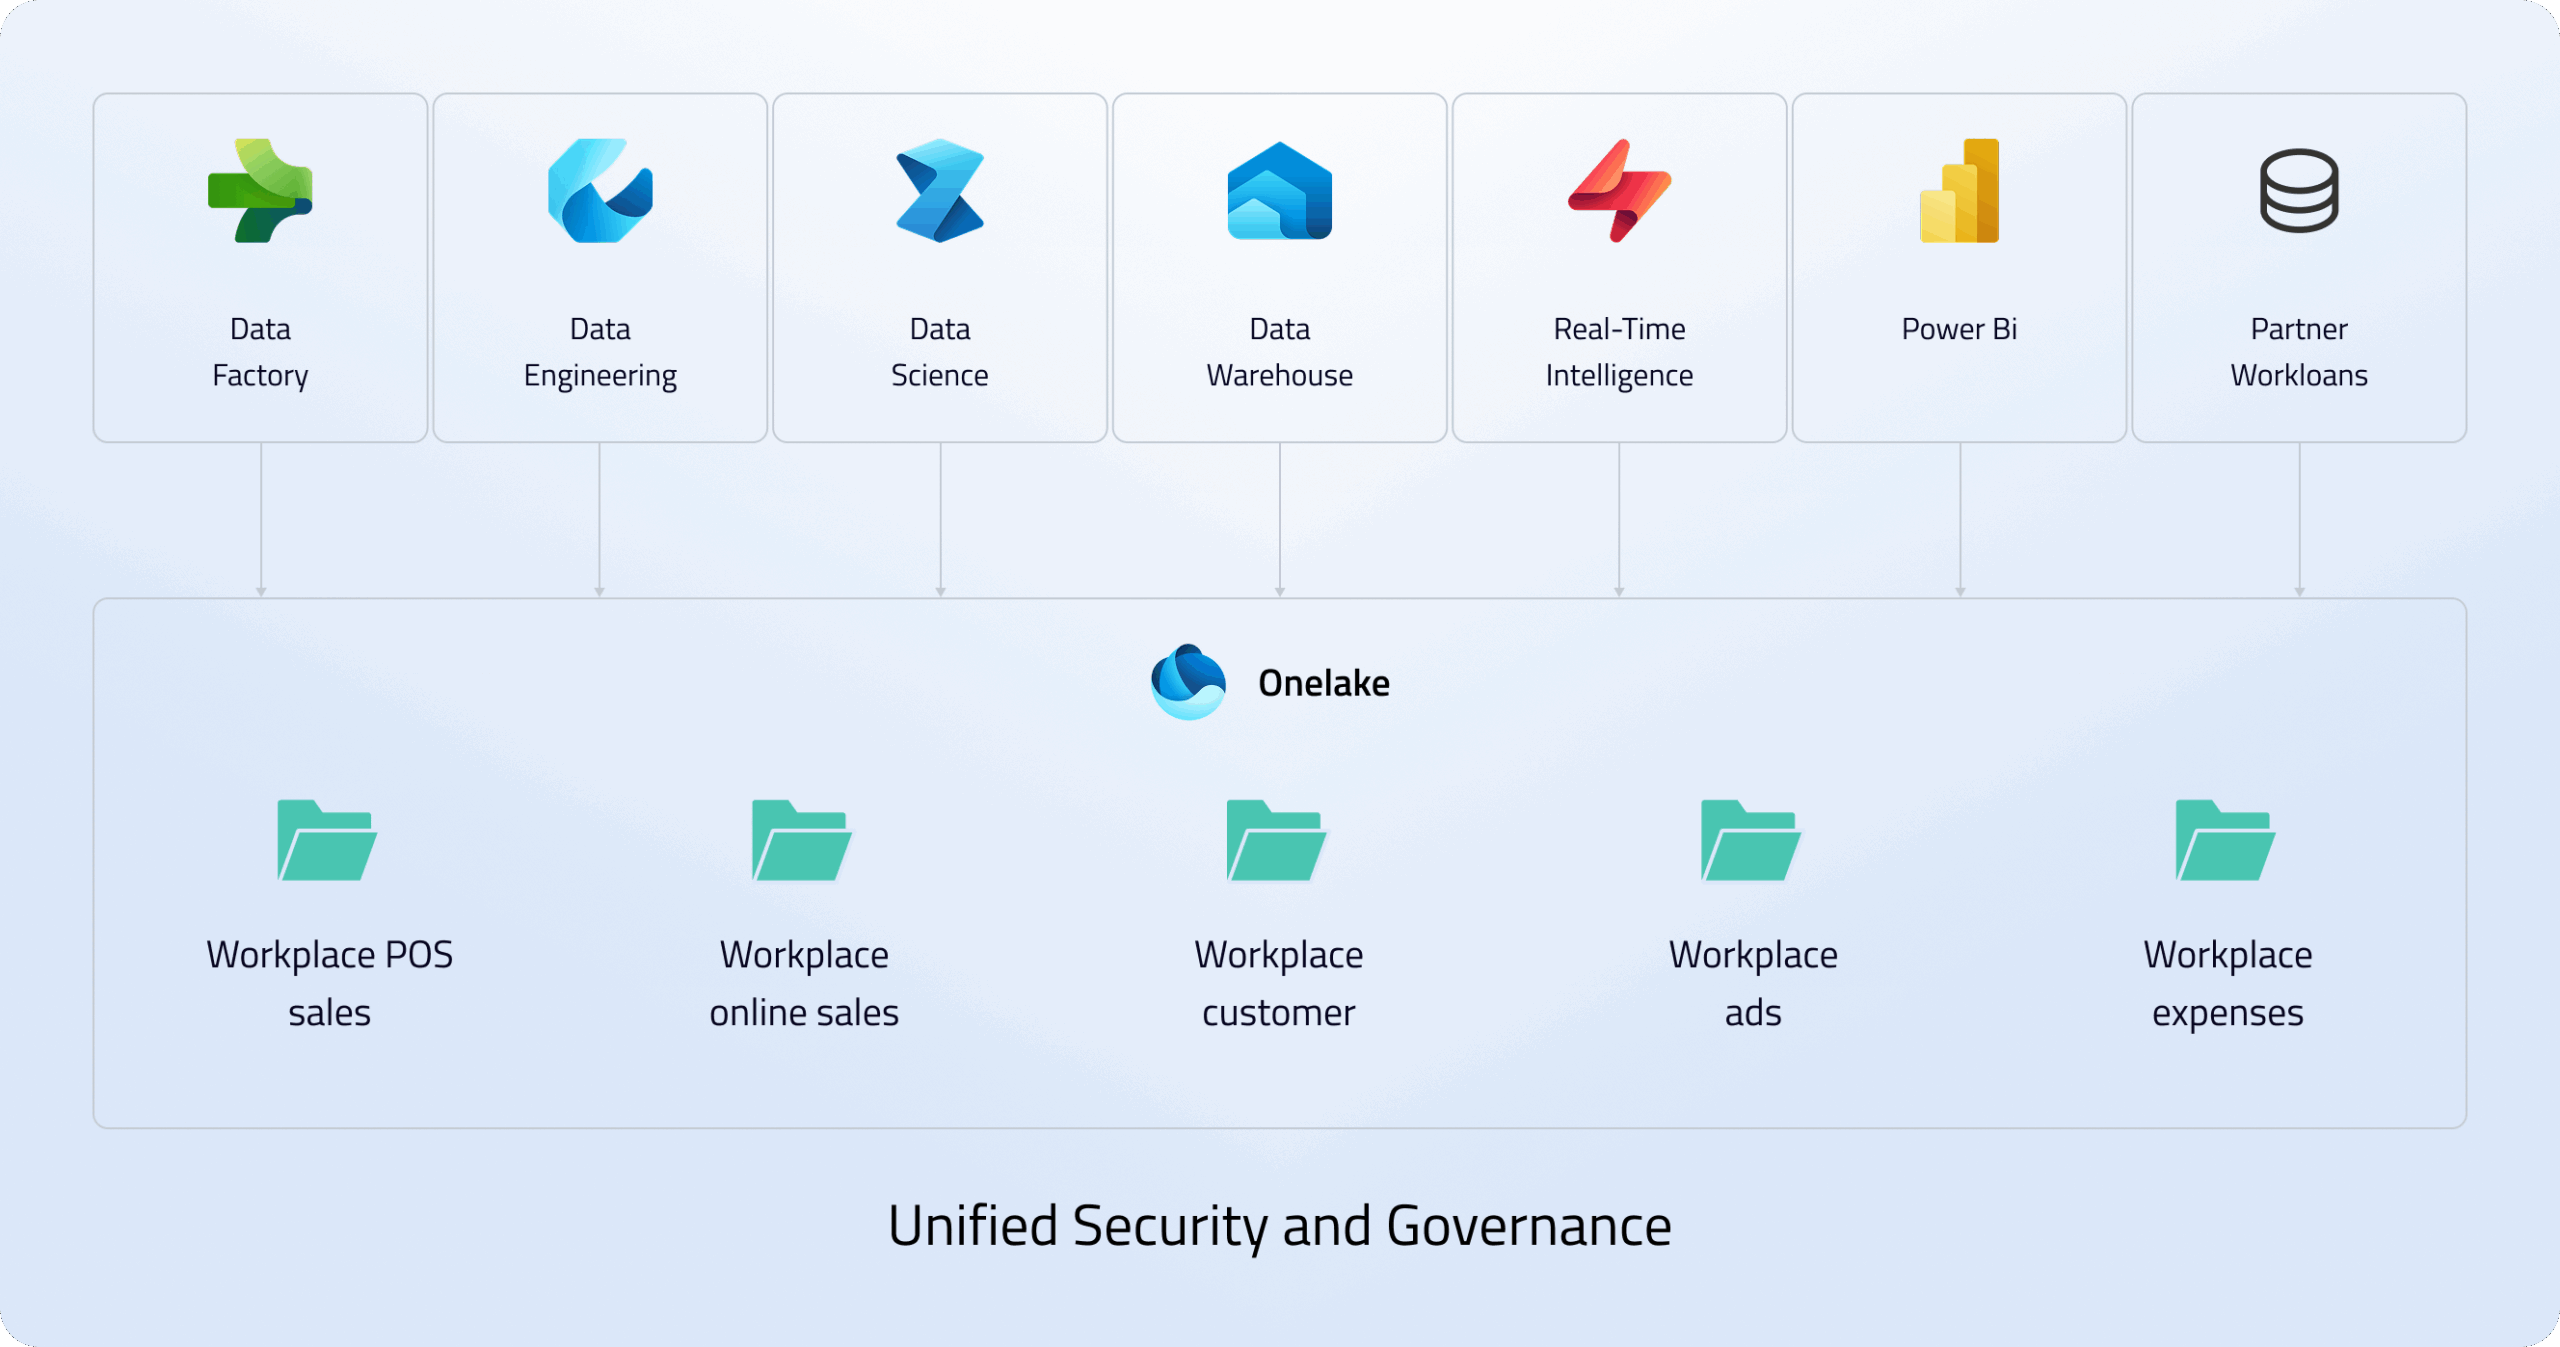 Data
Factory
Data
Engineering
Data
Science
Data
Warehouse
Real-Time
Intelligence
Power Bi
Partner
Workloans
Onelake
Workplace POS
sales
Workplace
online sales
Workplace
customer
Workplace
ads
Workplace
expenses
Unified Security and Governance